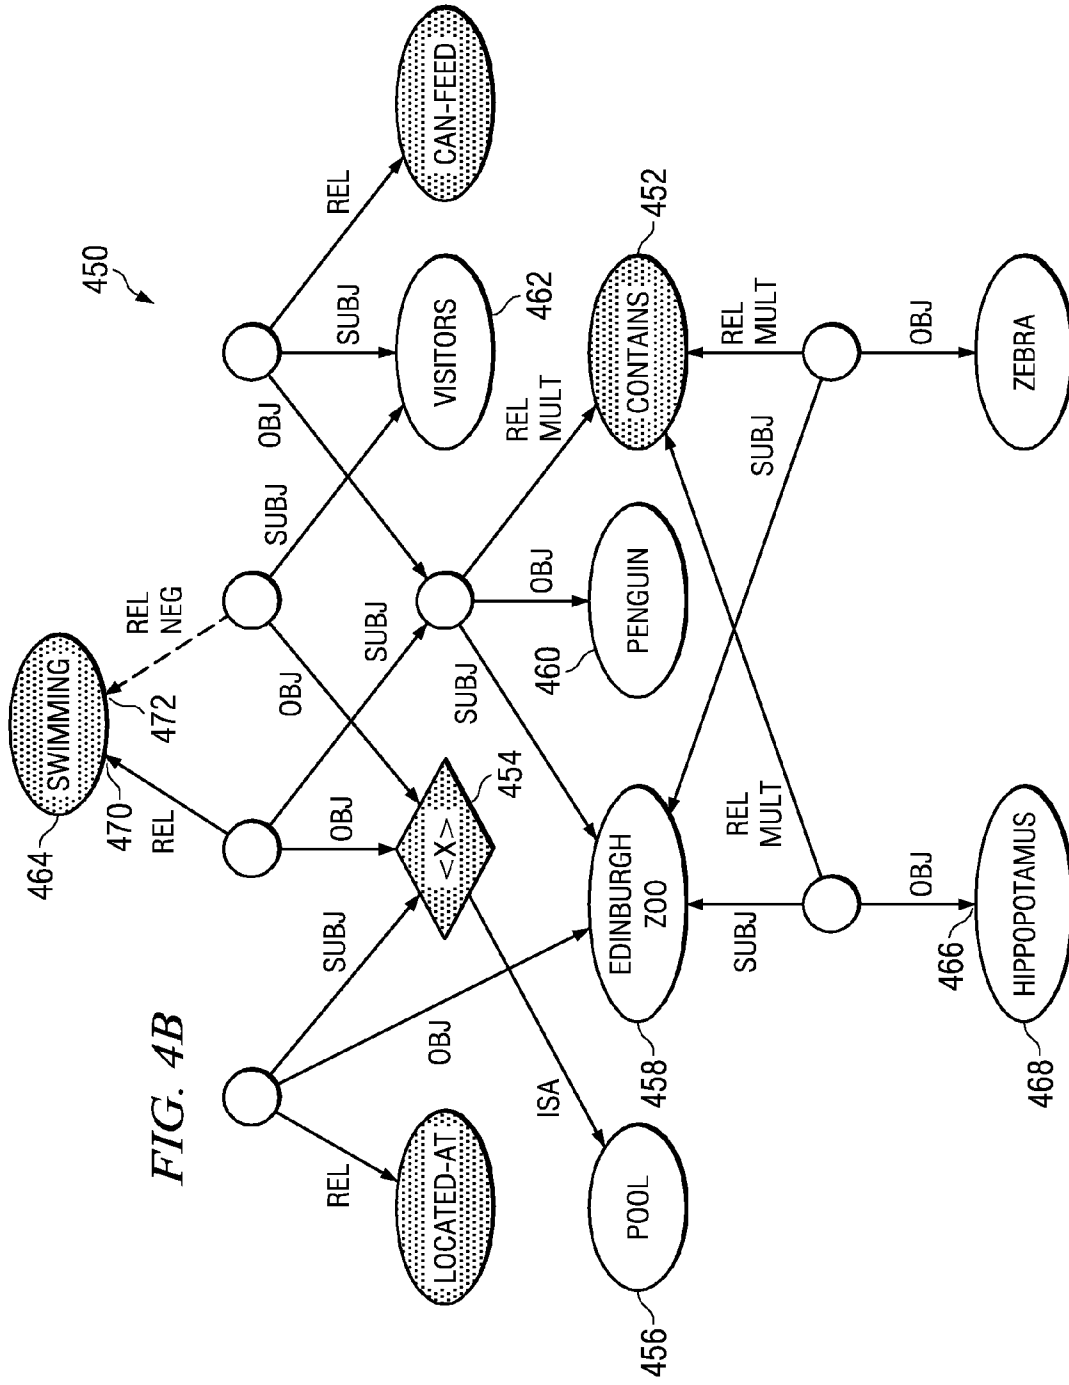 464
SWIMMING
450
470
472
FIG. 4B
REL
REL
NEG
OBJ
SUBJ
OBJ
REL
SUBJ
OBJ
SUBJ
SUBJ
REL
LOCATED-AT
<X>
VISITORS
CAN-FEED
OBJ
454
SUBJ
REL
MULT
462
ISA
460
OBJ
456
POOL
458
EDINBURGH
ZOO
PENGUIN
CONTAINS
452
SUBJ
REL
MULT
SUBJ
REL
MULT
OBJ
466
OBJ
468
HIPPOPOTAMUS
ZEBRA